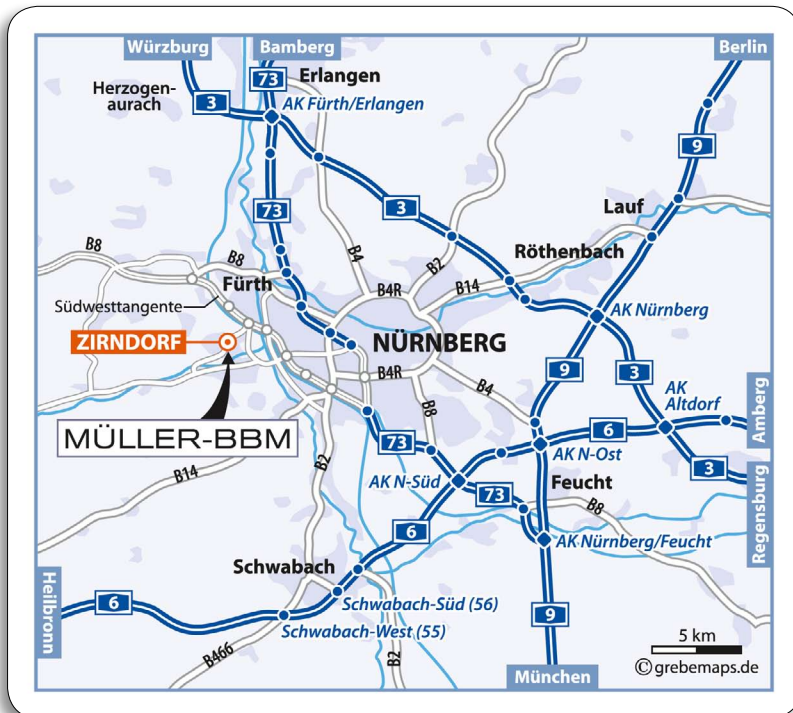 Würzburg
Bamberg
Berlin
73
Erlangen
Herzogen-
aurach
3
AK Fürth/Erlangen
9
73
3
Lauf
B8
B8
B4
B2
Röthenbach
Fürth
B4R
B14
Südwesttangente
AK Nürnberg
ZIRNDORF
NÜRNBERG
B4R
B4
9
3
AK
Altdorf
Amberg
MÜLLER-BBM
B8
73
6
AK N-Ost
B14
B2
AK N-Süd
73
Feucht
3
B8
Regensburg
6
AK Nürnberg/Feucht
Schwabach
Heilbronn
6
Schwabach-Süd (56)
Schwabach-West (55)
9
B466
B2
5 km
München
© grebemaps.de